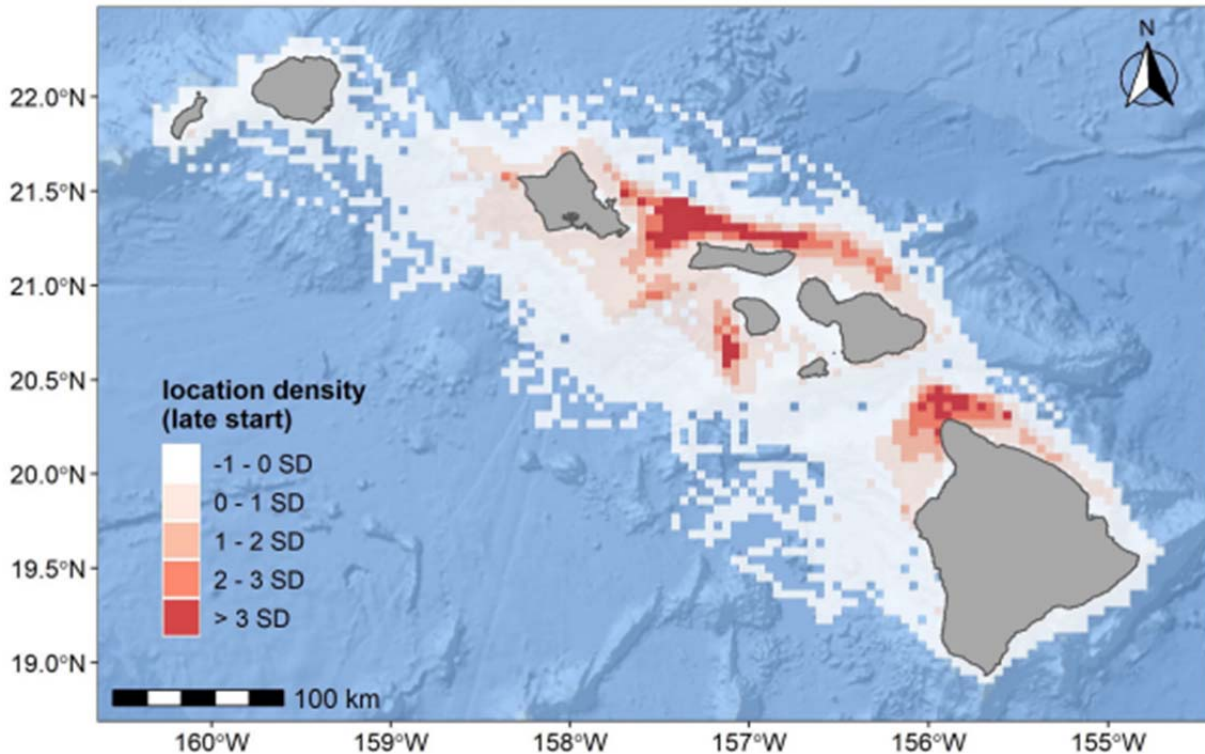 N
22.0°N
21.5°N
21.0°N
20.5°N
20.0°N
19.5°N
19.0°N
location density
(late start)
-1 - 0 SD
0 - 1 SD
1 - 2 SD
2 - 3 SD
> 3 SD
100 km
160°W 159°W 158°W 157°W 156°W 155°W